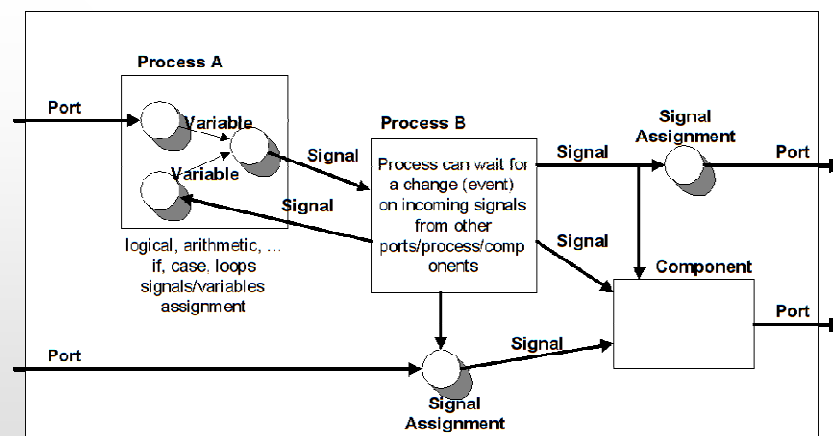 Process A
Port
Variable
Variable
logical, arithmetic, ...
if, case, loops
signals/variables
assignment
Signal
Signal
Process B
Process can wait for
a change (event)
on incoming signals
from other
ports/process/comp
onents
Signal
Signal
Assignment
Port
Signal
Component
Port
Port
Signal
Signal
Assignment